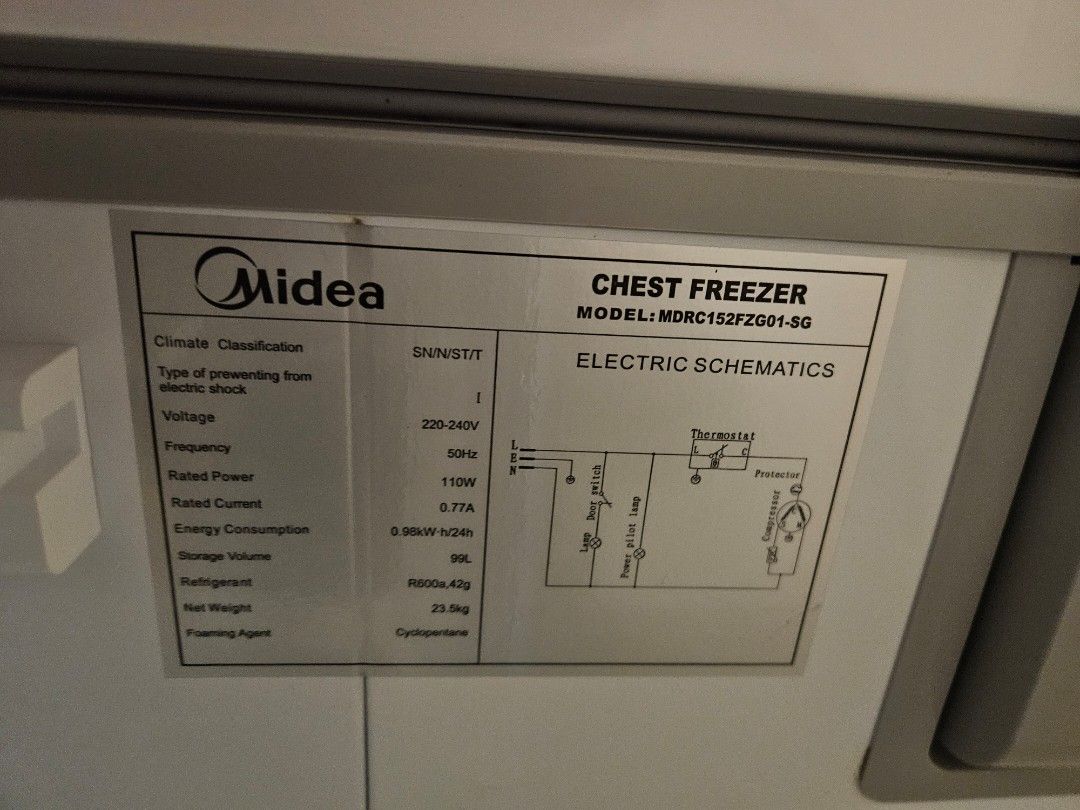 Midea
CHEST FREEZER
MODEL: MDRC152FZG01-SG
Climate Classification SN/N/ST/T
Type of prewenting from
electric shock I
Voltage 220-240V
Frequency 50Hz
Rated Power 110W
Rated Current 0.77A
Energy Consumption 0.98kW·h/24h
Storage Volume 99L
Refrigerant R600a,42g
Net Weight 23.5kg
Foaming Agent Cyclopentane
ELECTRIC SCHEMATICS
L
E
N
Thermostat
L C
Protector
Door switch
Lamp
Power pilot lamp
Compressor